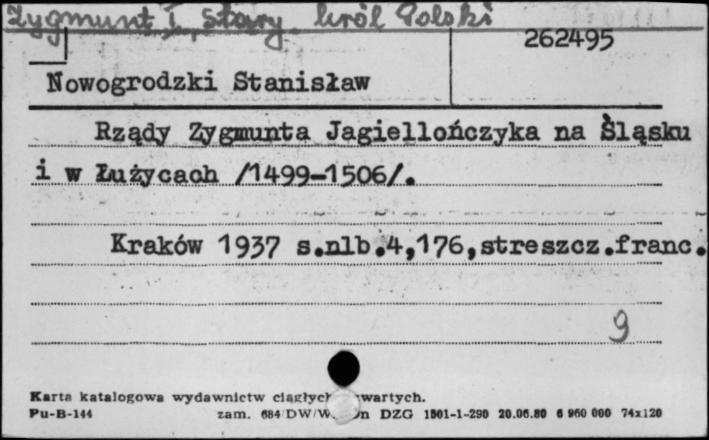 Zygmunt I Stary król Polski
262495
Nowogrodzki Stanisław
Rządy Zygmunta Jagiellończyka na Śląsku
i w Łużycach /1499-1506/.
Kraków 1937 s.nlb.4,176,streszcz.franc.
9
Karta katalogowa wydawnictw
Pu-B-144 zam. 684/DW/W DZG 1801-1-290 20.06.80 6 960 000 74x120